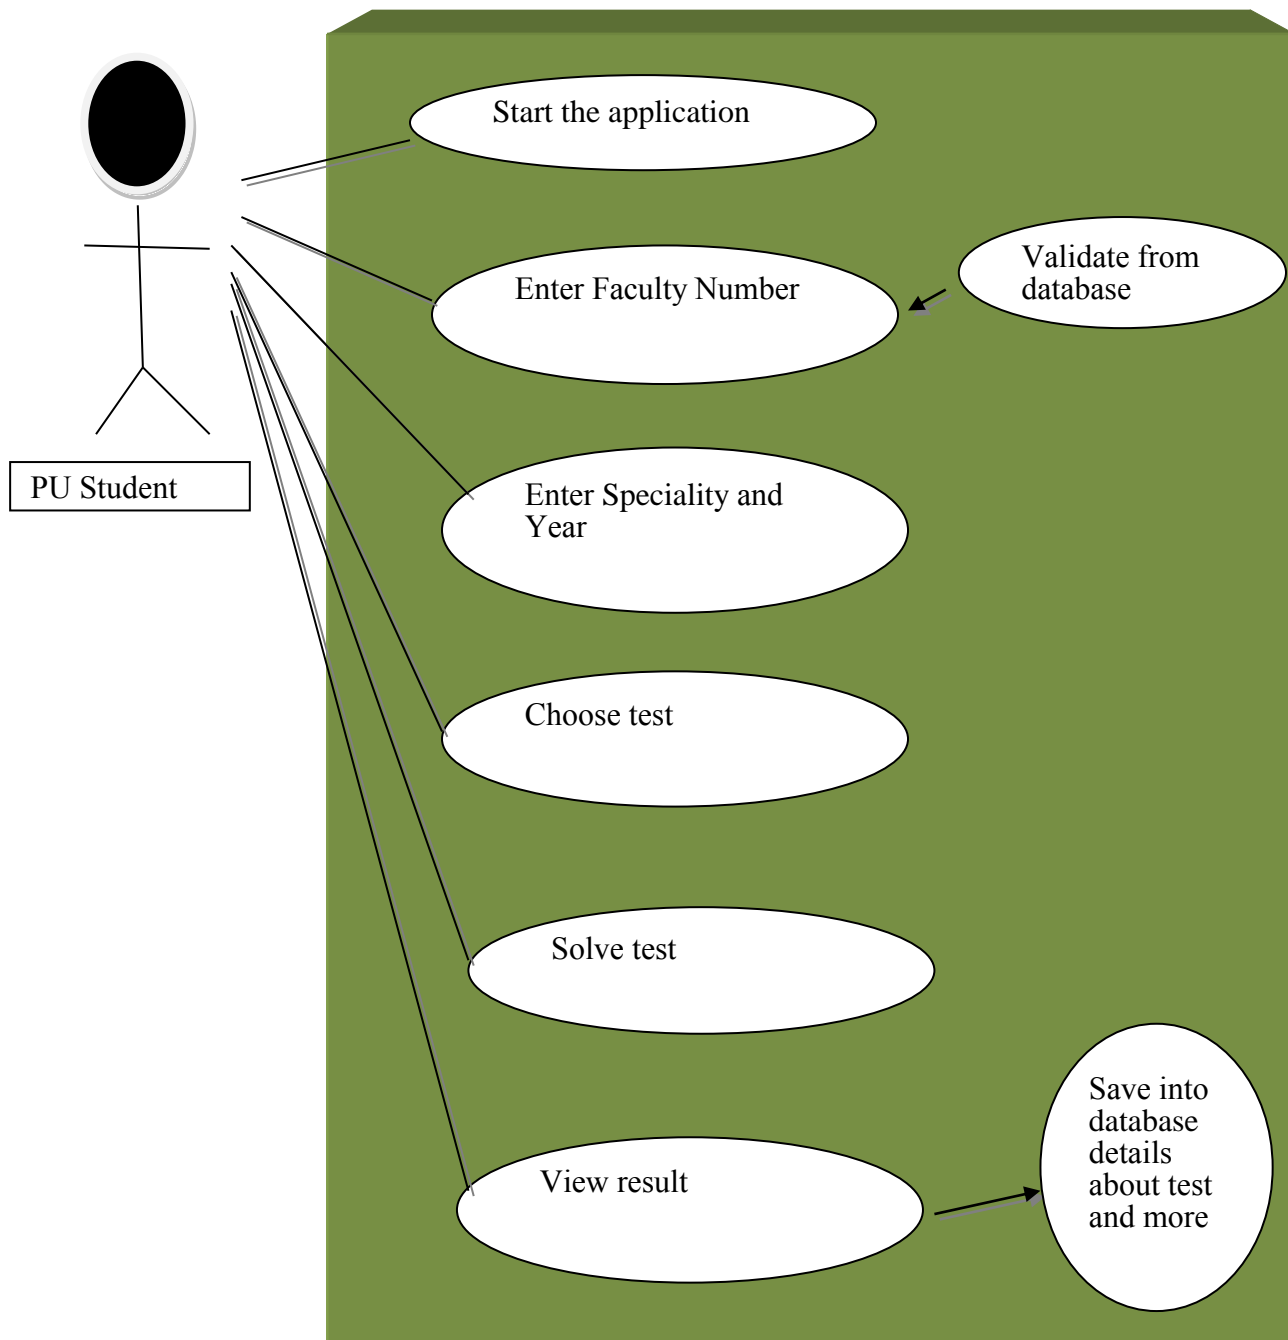 Start the application
Enter Faculty Number
Validate from
database
PU Student
Enter Speciality and
Year
Choose test
Solve test
View result
Save into
database
details
about test
and more